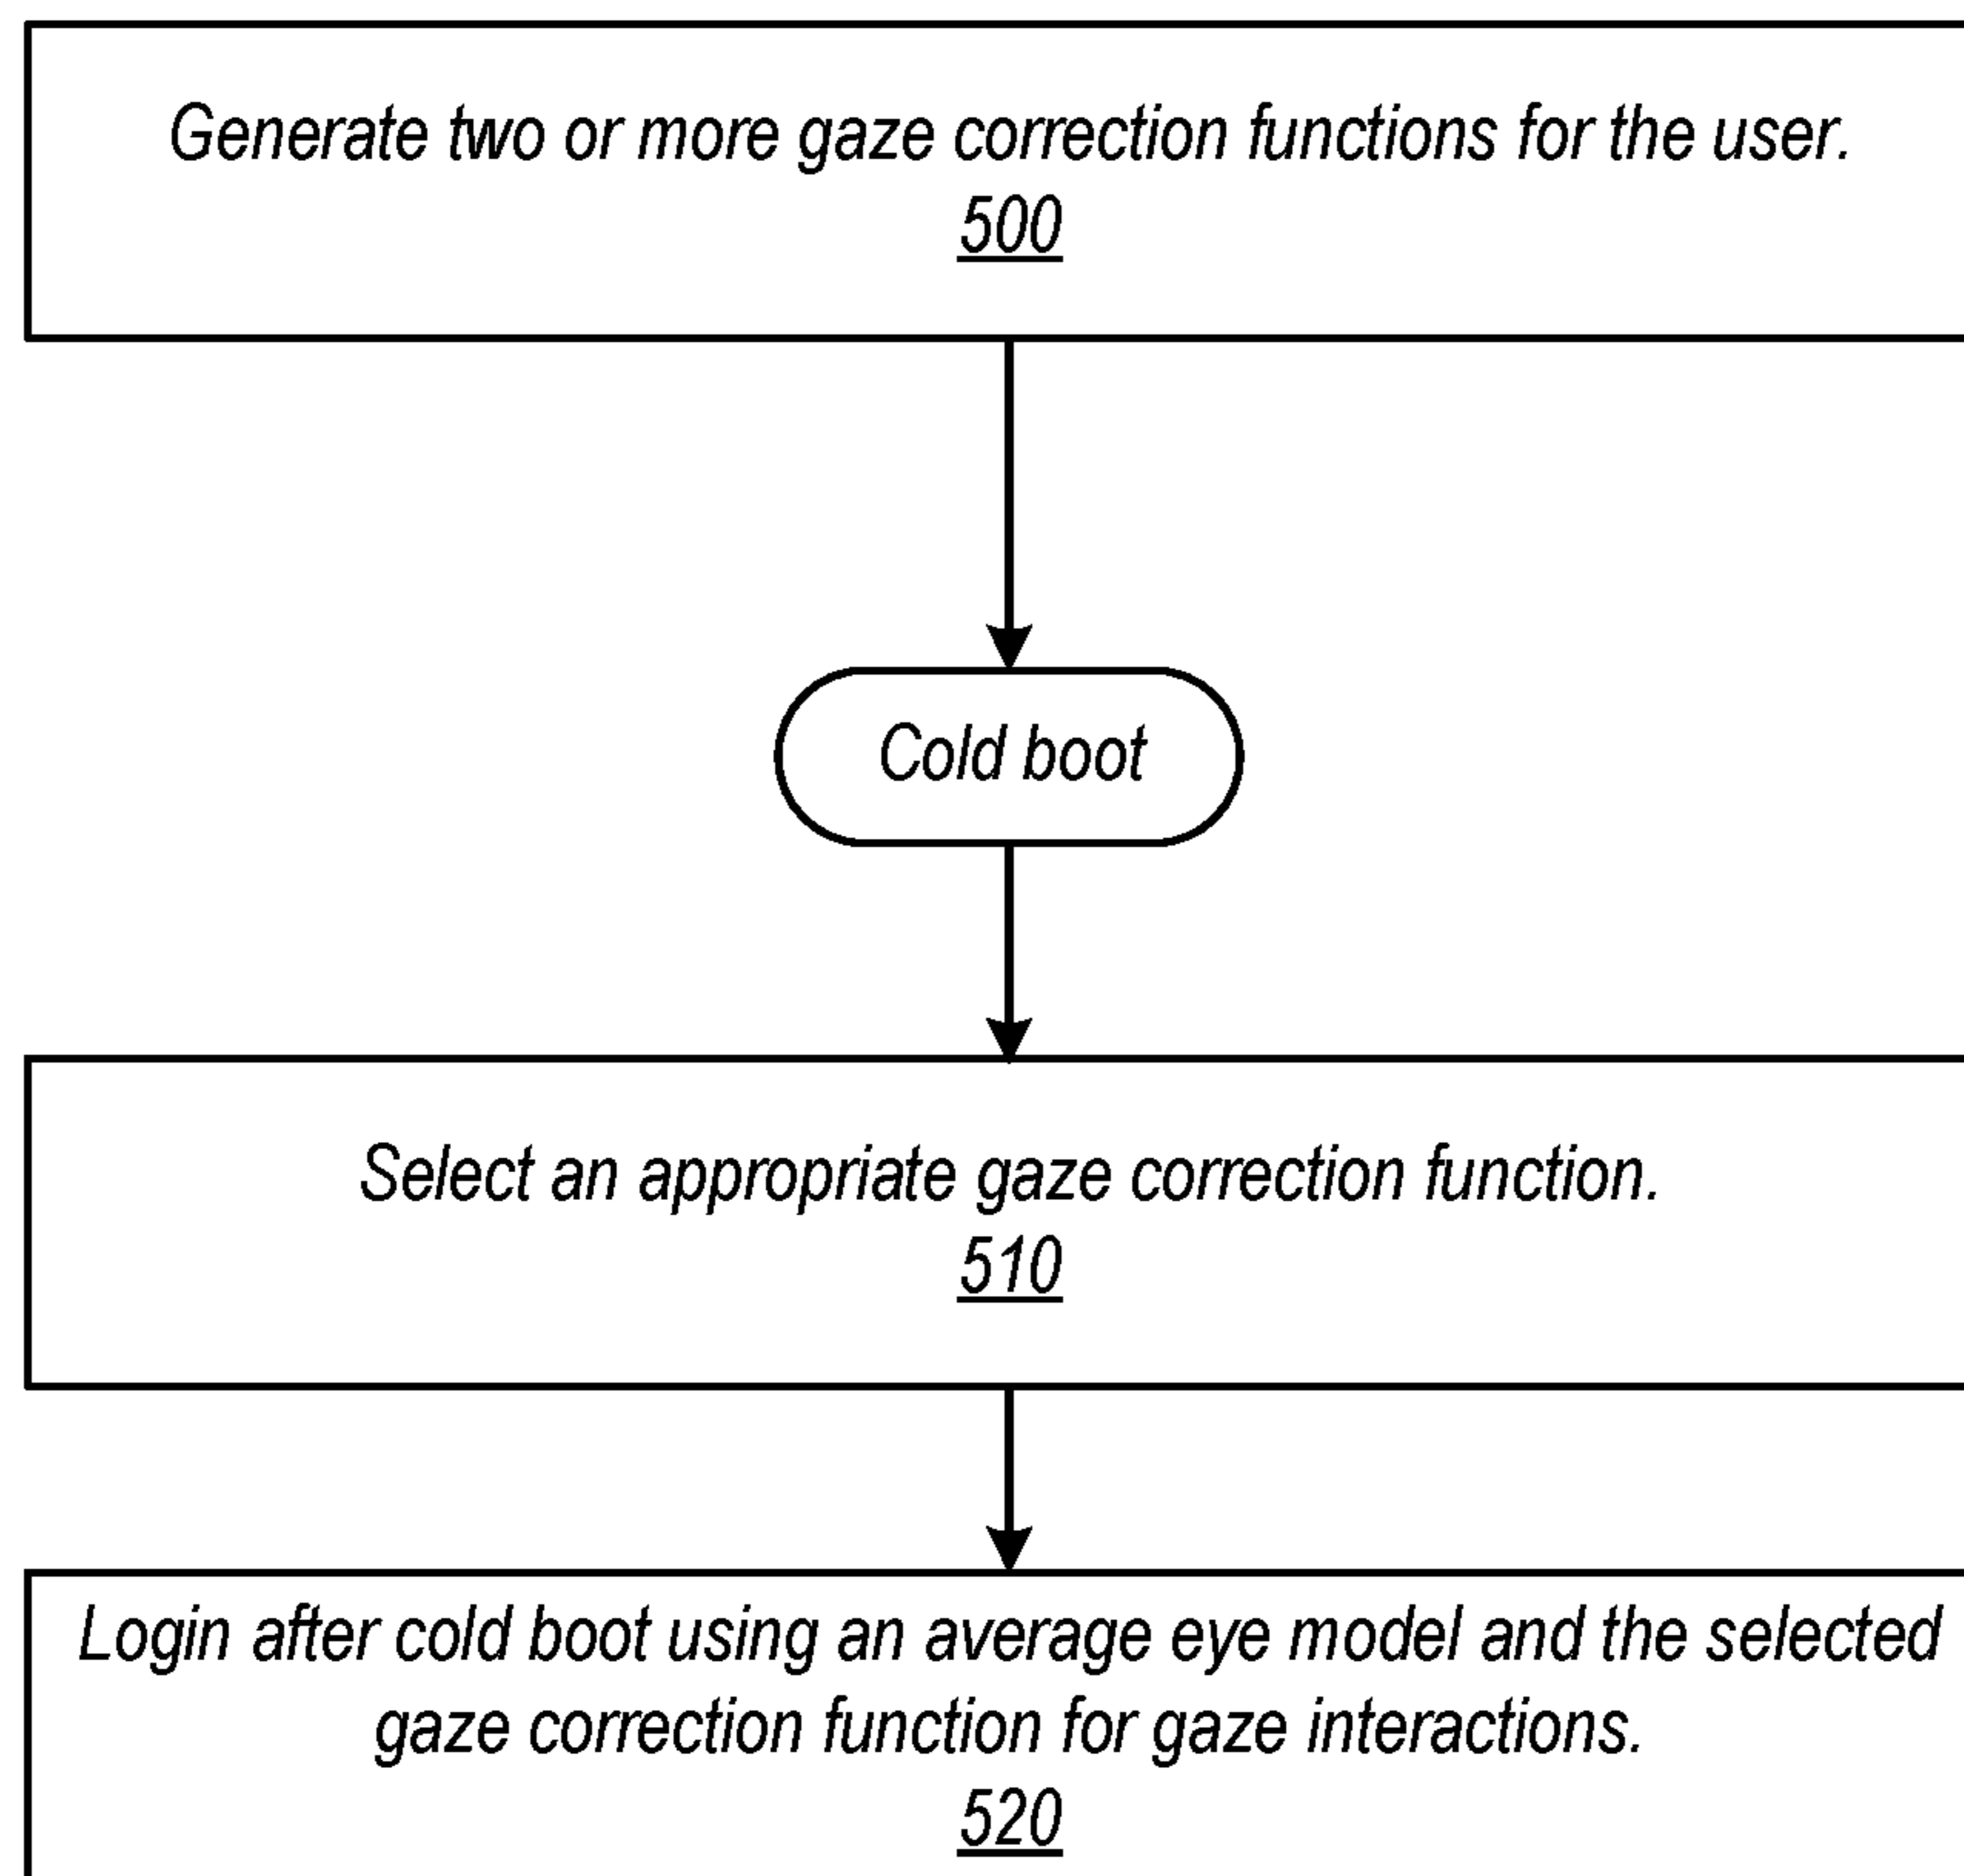 Generate two or more gaze correction functions for the user.
500
Cold boot
Select an appropriate gaze correction function.
510
Login after cold boot using an average eye model and the selected
gaze correction function for gaze interactions.
520